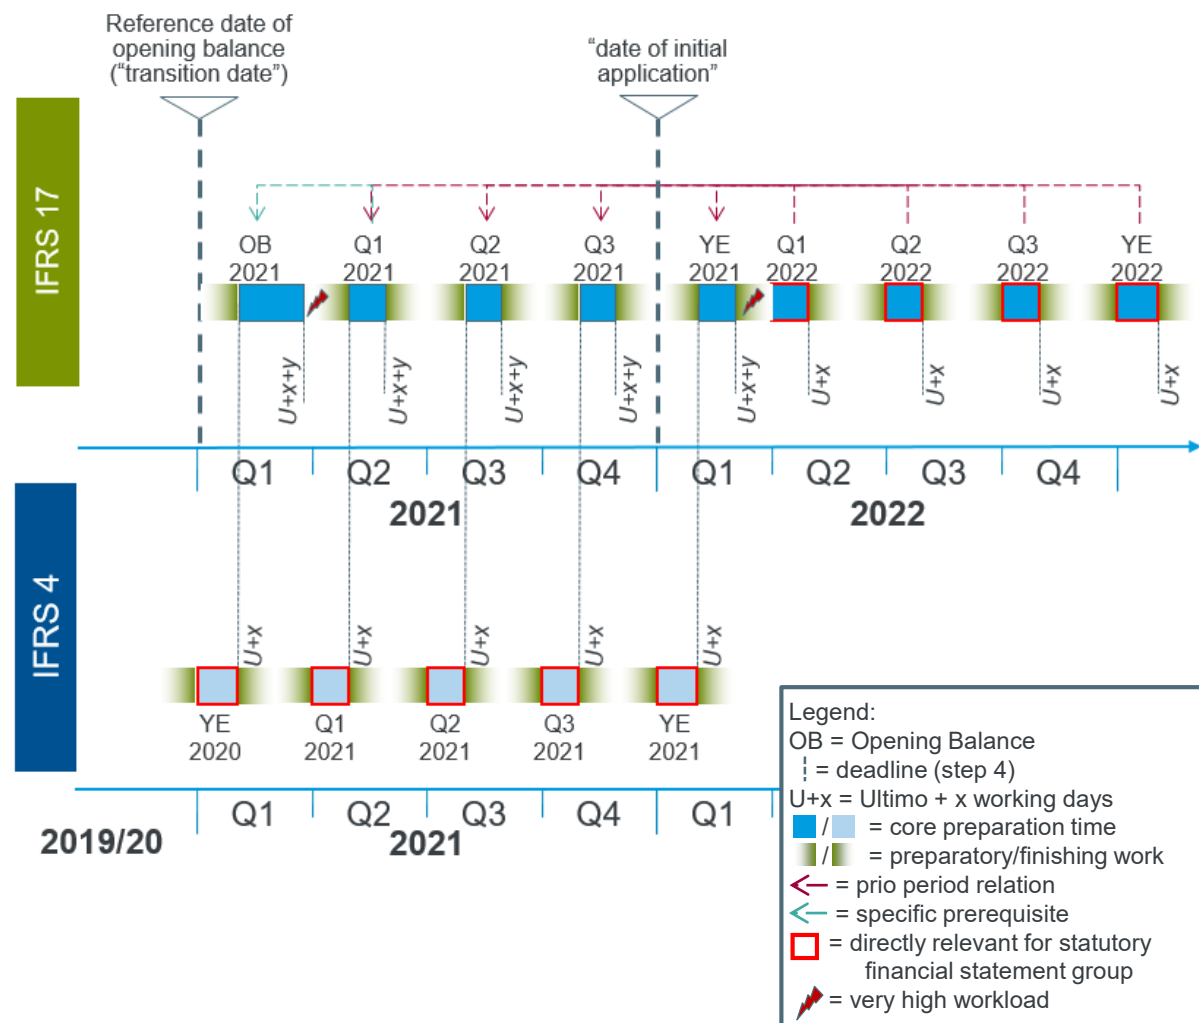 Reference date of
opening balance
(“transition date”)
“date of initial
application”
IFRS 17
OB
2021
Q1
2021
Q2
2021
Q3
2021
YE
2021
Q1
2022
Q2
2022
Q3
2022
YE
2022
U+x+y
U+x+y
U+x+y
U+x+y
U+x+y
U+x
U+x
U+x
U+x
Q1
Q2
Q3
Q4
Q1
Q2
Q3
Q4
2021
2022
IFRS 4
U+x
U+x
U+x
U+x
U+x
YE
2020
Q1
2021
Q2
2021
Q3
2021
YE
2021
Q1
Q2
Q3
Q4
Q1
2019/20
2021
Legend:
OB = Opening Balance
= deadline (step 4)
U+x = Ultimo + x working days
/ = core preparation time
/ = preparatory/finishing work
= prio period relation
= specific prerequisite
= directly relevant for statutory
financial statement group
= very high workload